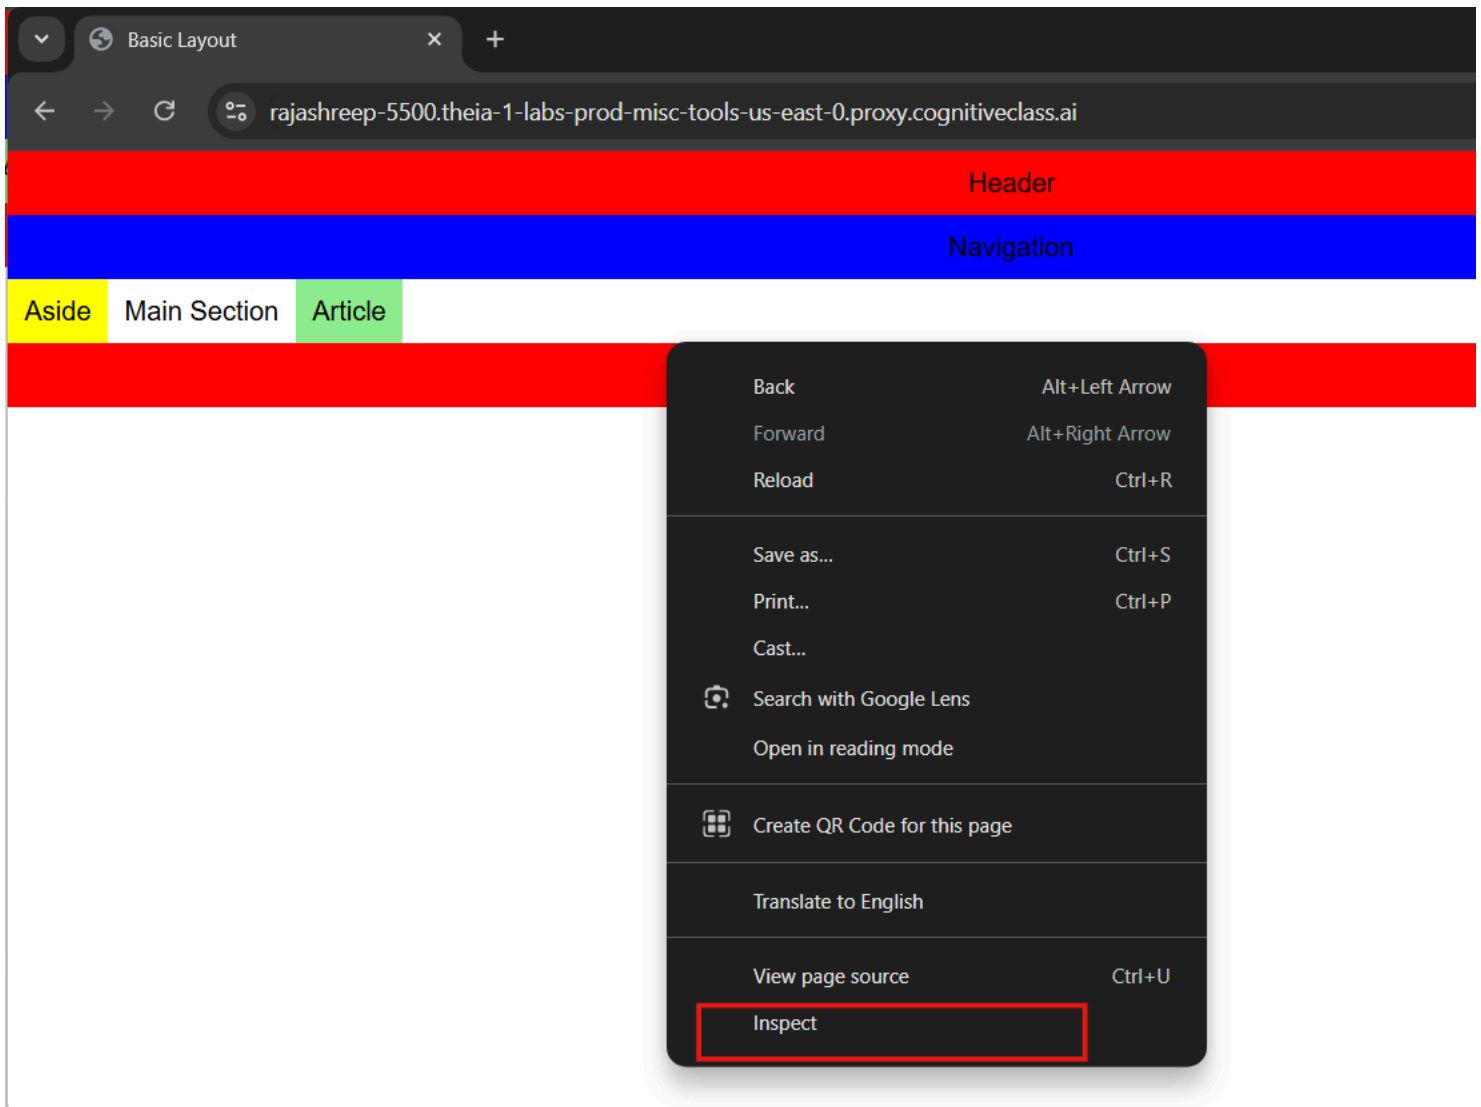 Basic Layout
rajashreep-5500.theia-1-labs-prod-misc-tools-us-east-0.proxy.cognitiveclass.ai
Header
Navigation
Aside Main Section Article
Back Alt+Left Arrow
Forward Alt+Right Arrow
Reload Ctrl+R
Save as... Ctrl+S
Print... Ctrl+P
Cast...
Search with Google Lens
Open in reading mode
Create QR Code for this page
Translate to English
View page source Ctrl+U
Inspect